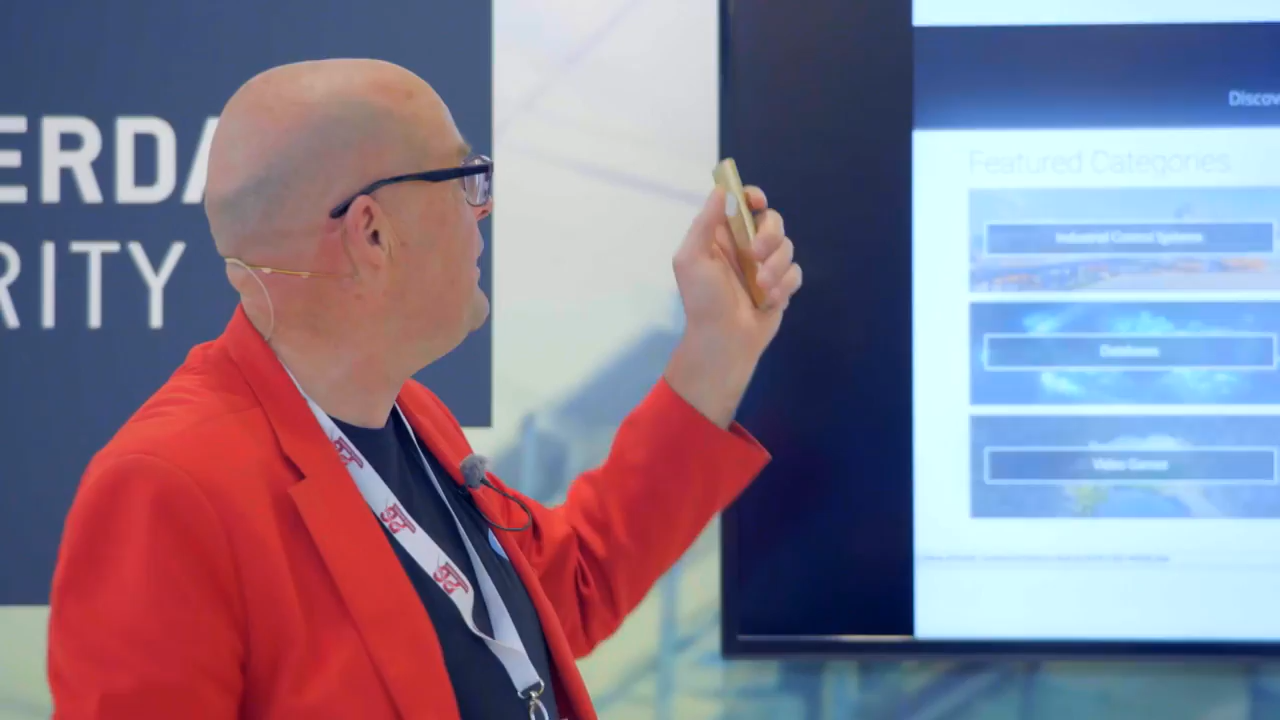 ERDA
RITY
Discov
Featured Categories
Industrial Control Systems
Databases
Video Games